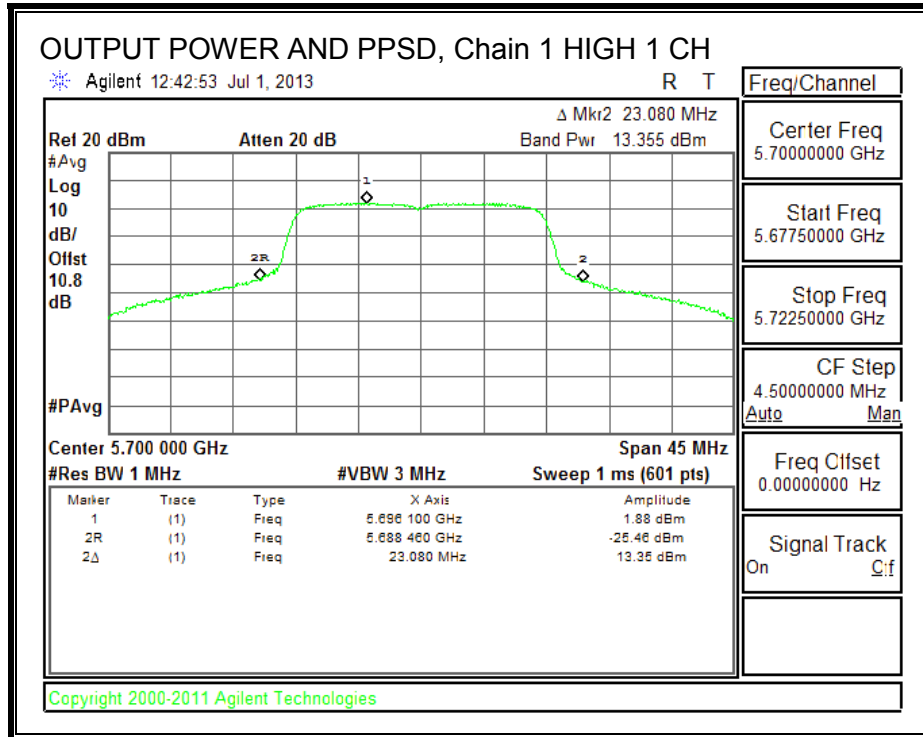 OUTPUT POWER AND PPSD, Chain 1 HIGH 1 CH
Agilent 12:42:53 Jul 1, 2013 R T
Freq/Channel
Δ Mkr2 23.080 MHz
Ref 20 dBm Atten 20 dB Band Pwr 13.355 dBm
#Avg
Log
10
dB/
Offst
10.8
dB
#PAvg
1
2R
2
Center 5.700 000 GHz Span 45 MHz
#Res BW 1 MHz #VBW 3 MHz Sweep 1 ms (601 pts)
Marker Trace Type X Axis Amplitude
1 (1) Freq 5.696 100 GHz 1.88 dBm
2R (1) Freq 5.688 460 GHz -25.46 dBm
2Δ (1) Freq 23.080 MHz 13.35 dBm
Center Freq
5.70000000 GHz
Start Freq
5.67750000 GHz
Stop Freq
5.72250000 GHz
CF Step
4.50000000 MHz
Auto Man
Freq Offset
0.00000000 Hz
Signal Track
On Off
Copyright 2000-2011 Agilent Technologies